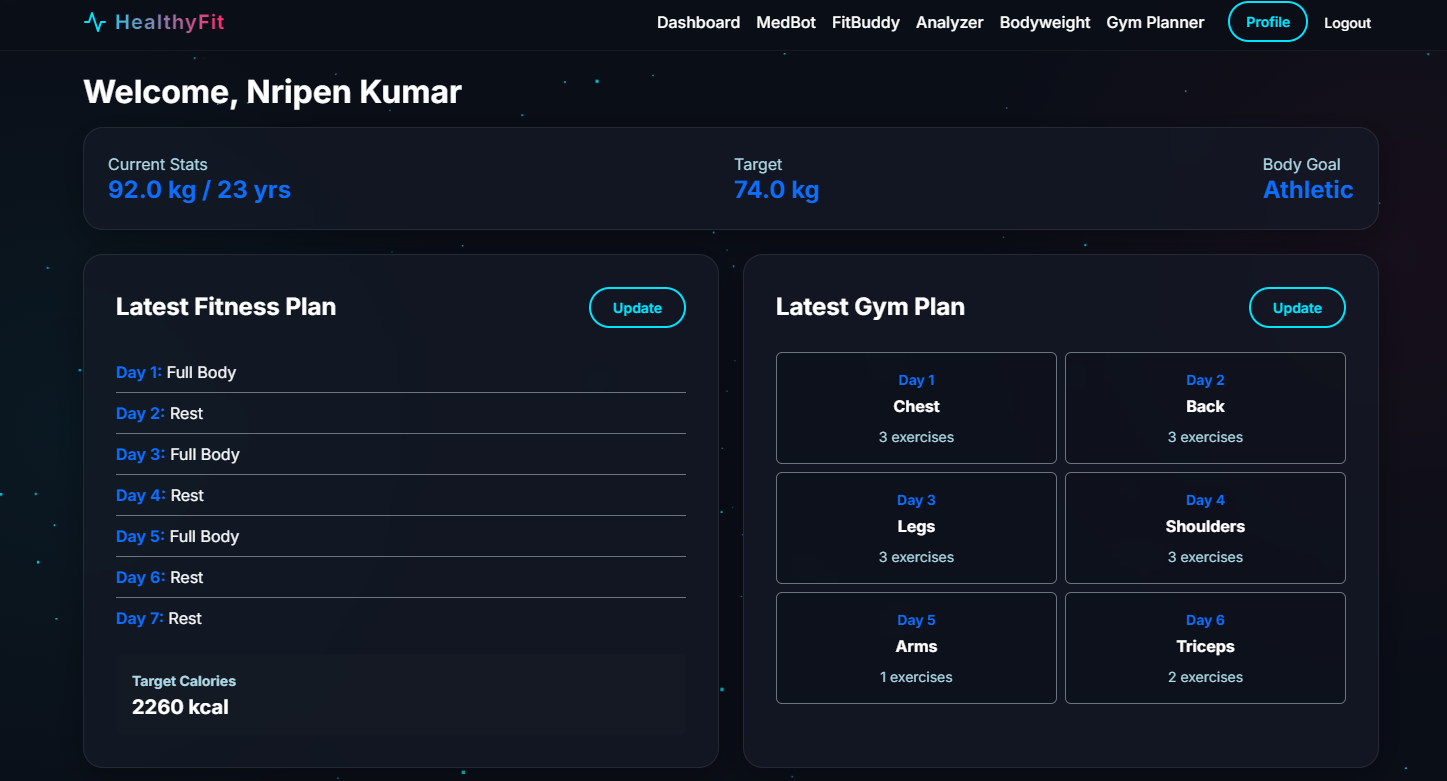 HealthyFit
Dashboard MedBot FitBuddy Analyzer Bodyweight Gym Planner Profile Logout
Welcome, Nripen Kumar
Current Stats
92.0 kg / 23 yrs
Target
74.0 kg
Body Goal
Athletic
Latest Fitness Plan
Update
Day 1: Full Body
Day 2: Rest
Day 3: Full Body
Day 4: Rest
Day 5: Full Body
Day 6: Rest
Day 7: Rest
Target Calories
2260 kcal
Latest Gym Plan
Update
Day 1
Chest
3 exercises
Day 2
Back
3 exercises
Day 3
Legs
3 exercises
Day 4
Shoulders
3 exercises
Day 5
Arms
1 exercises
Day 6
Triceps
2 exercises